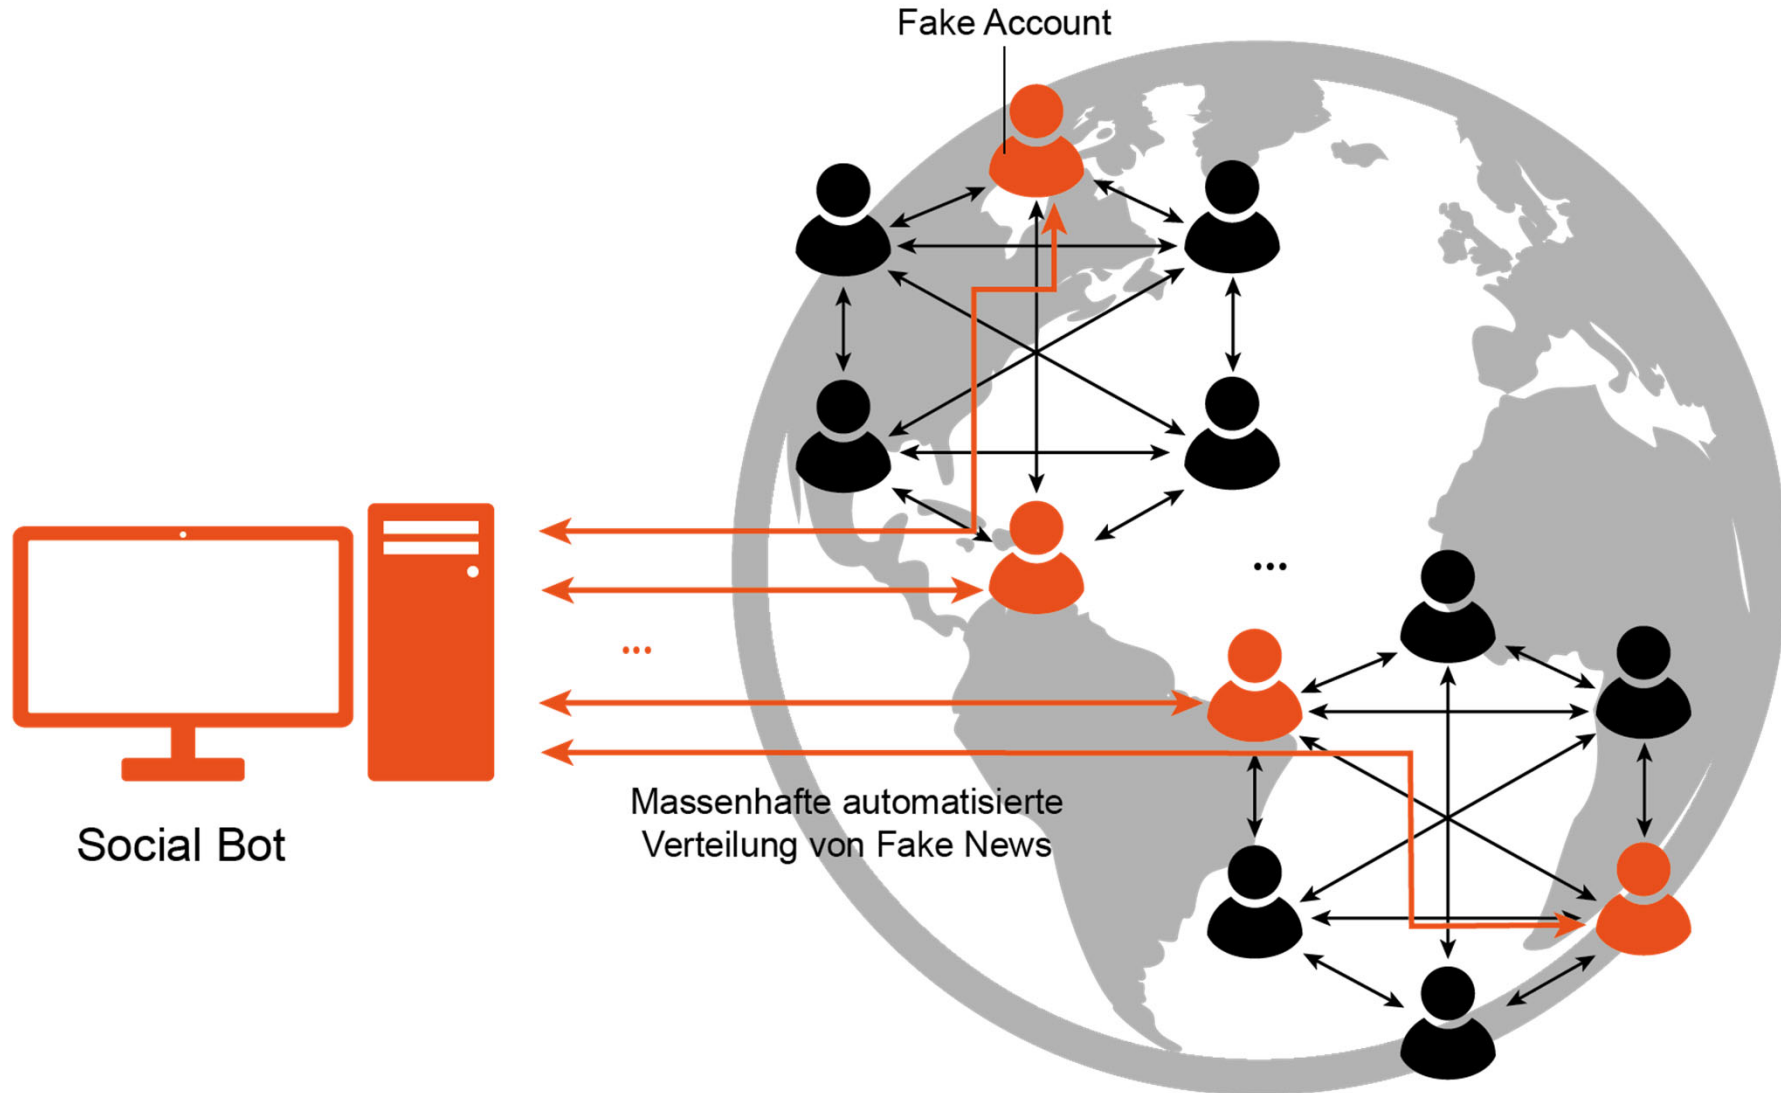 Fake Account
...
...
Massenhafte automatisierte
Verteilung von Fake News
Social Bot